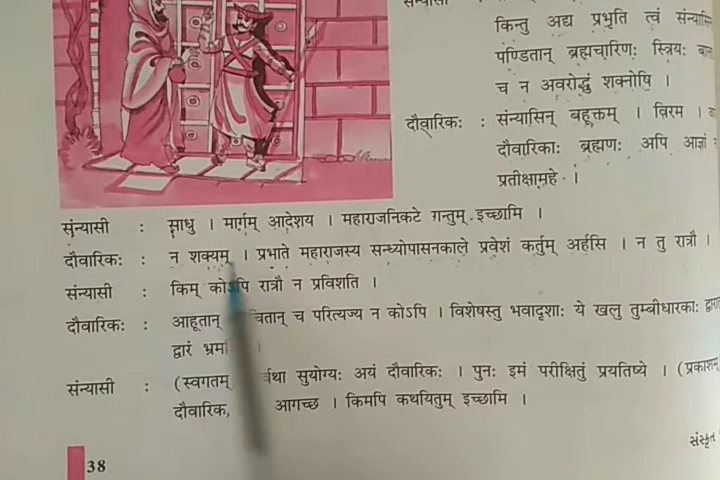 किन्तु अद्य प्रभृति त्वं
पण्डितान् ब्रह्मचारिणः स्त्रियः
च न अवरोद्धुं शक्नोषि ।
दौवारिकः : संन्यासिन् बहूक्तम् । विरम ।
दौवारिकाः ब्रह्मणः अपि आज्ञां
प्रतीक्षामहे । ।
संन्यासी : साधु । मार्गम् आदेशय । महाराजनिकटे गन्तुम् इच्छामि ।
दौवारिकः : न शक्यम् । प्रभाते महाराजस्य सन्ध्योपासनकाले प्रवेशं कर्तुम् अर्हसि । न तु रात्रौ ।
संन्यासी : किम् कोऽपि रात्रौ न प्रविशति ।
दौवारिकः : आहूतान् च परित्यज्य न कोऽपि । विशेषस्तु भवादृशाः ये खलु तुम्बीधारकाः
द्वारं
संन्यासी : (स्वगतम् सुयोग्यः अयं दौवारिकः । पुनः इमं परीक्षितुं प्रयतिष्ये । (प्रकाशम्
दौवारिक, आगच्छ । किमपि कथयितुम् इच्छामि ।
संस्कृत
38